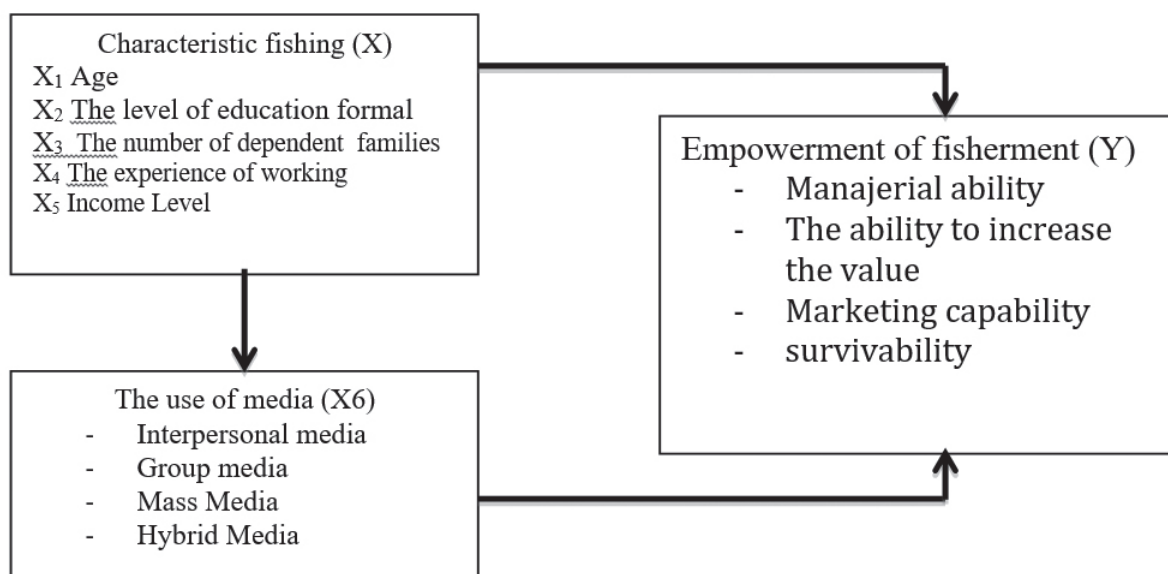 Characteristic fishing (X)
X₁ Age
X₂ The level of education formal
X₃ The number of dependent families
X₄ The experience of working
X₅ Income Level
The use of media (X6)
- Interpersonal media
- Group media
- Mass Media
- Hybrid Media
Empowerment of fisherment (Y)
- Manajerial ability
- The ability to increase
the value
- Marketing capability
- survivability